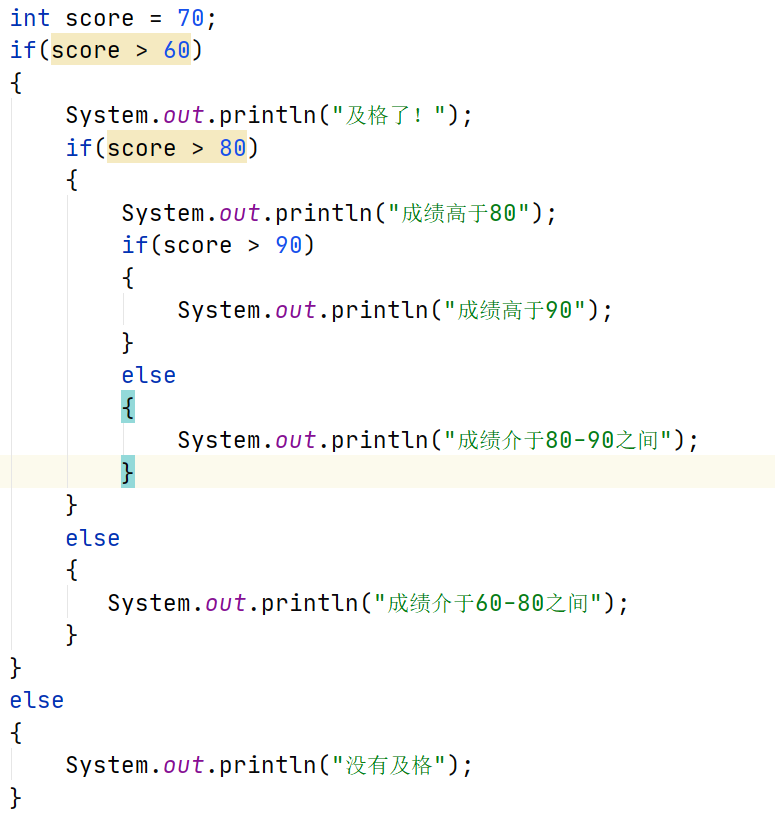 int score = 70;
if(score > 60)
{
    System.out.println("及格了！");
    if(score > 80)
    {
        System.out.println("成绩高于80");
        if(score > 90)
        {
            System.out.println("成绩高于90");
        }
        else
        {
            System.out.println("成绩介于80-90之间");
        }
    }
    else
    {
       System.out.println("成绩介于60-80之间");
    }
}
else
{
    System.out.println("没有及格");
}